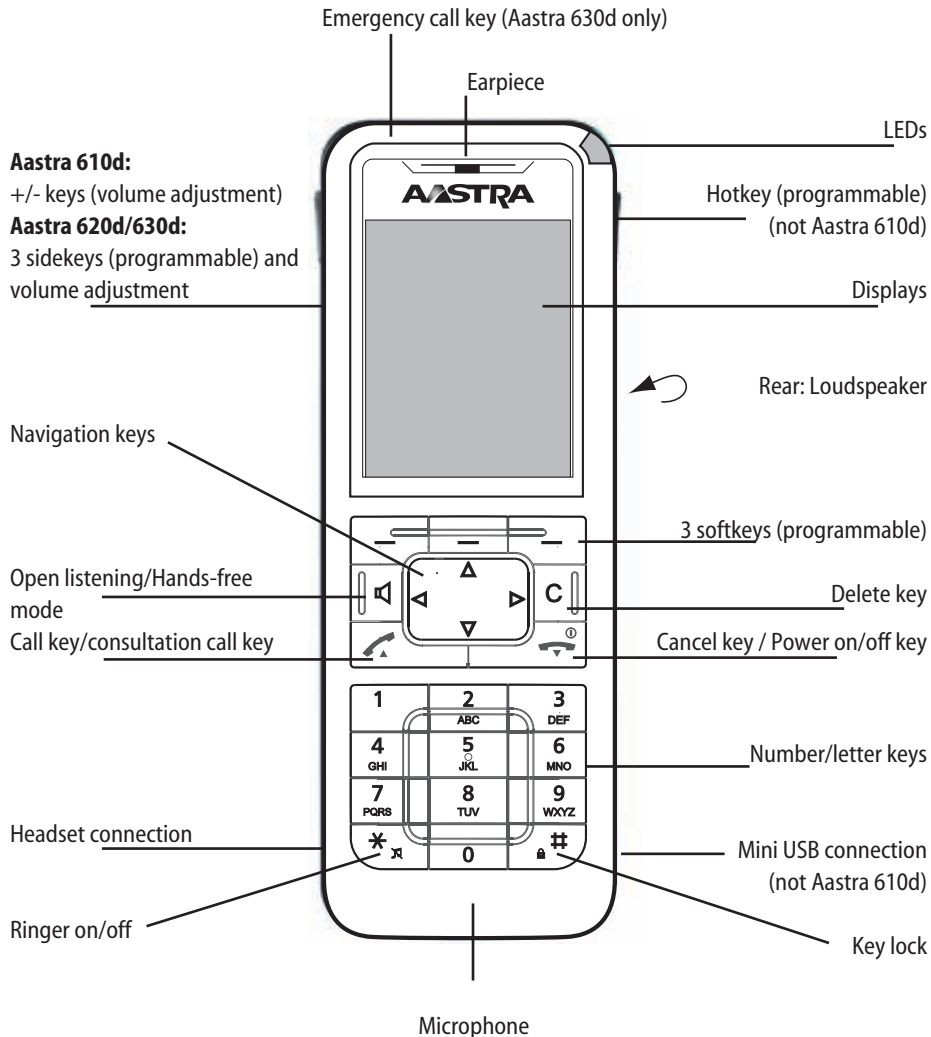 Emergency call key (Aastra 630d only)
Earpiece
LEDs
Aastra 610d:
+/- keys (volume adjustment)
Aastra 620d/630d:
3 sidekeys (programmable) and
volume adjustment
AASTRA
Hotkey (programmable)
(not Aastra 610d)
Displays
Rear: Loudspeaker
Navigation keys
3 softkeys (programmable)
Open listening/Hands-free
mode
C
Delete key
Call key/consultation call key
Cancel key / Power on/off key
1 2 3
ABC DEF
4 5 6
GHI JKL MNO
Number/letter keys
7 8 9
PQRS TUV WXYZ
Headset connection
* 0 #
Mini USB connection
(not Aastra 610d)
Ringer on/off
Key lock
Microphone